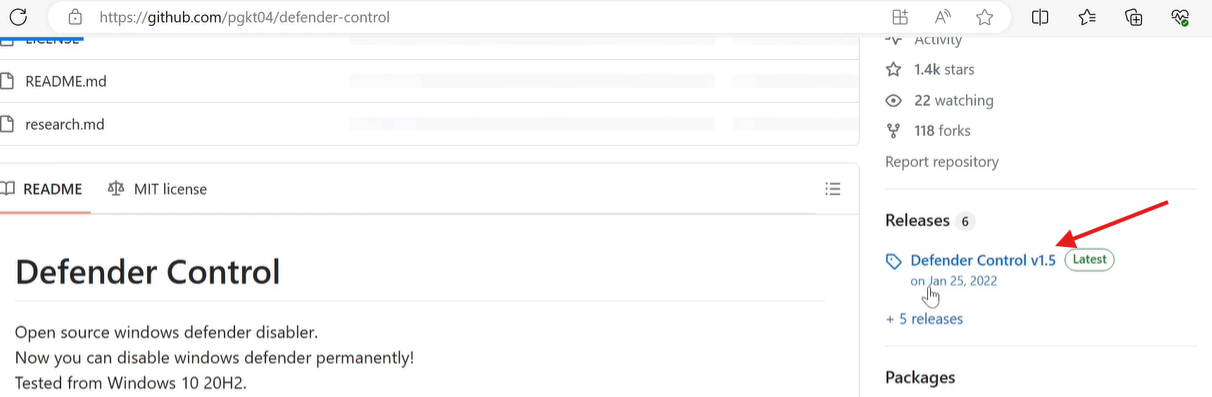 https://github.com/pgkt04/defender-control
LICENSE
README.md
research.md
README
MIT license
Defender Control
Open source windows defender disabler.
Now you can disable windows defender permanently!
Tested from Windows 10 20H2.
Activity
1.4k stars
22 watching
118 forks
Report repository
Releases 6
Defender Control v1.5 Latest
on Jan 25, 2022
+ 5 releases
Packages